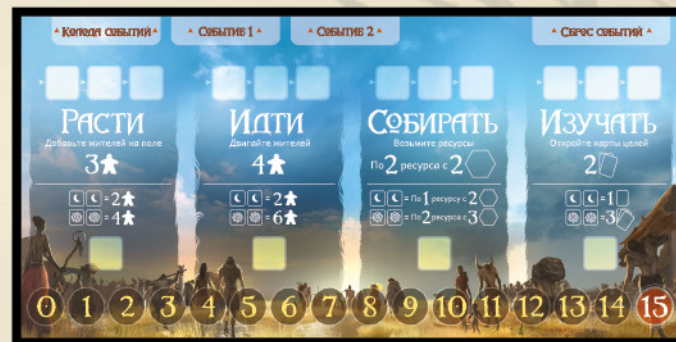 Колода событий
Событие 1
Событие 2
Сброс событий
Расти
Добавьте жителей на поле
3
= 2
= 4
Идти
Двигайте жителей
4
= 2
= 6
Собирать
Возьмите ресурсы
По 2 ресурса с 2
= По 1 ресурсу с 2
= По 2 ресурса с 3
Изучать
Откройте карты целей
2
= 1
= 3
0 1 2 3 4 5 6 7 8 9 10 11 12 13 14 15